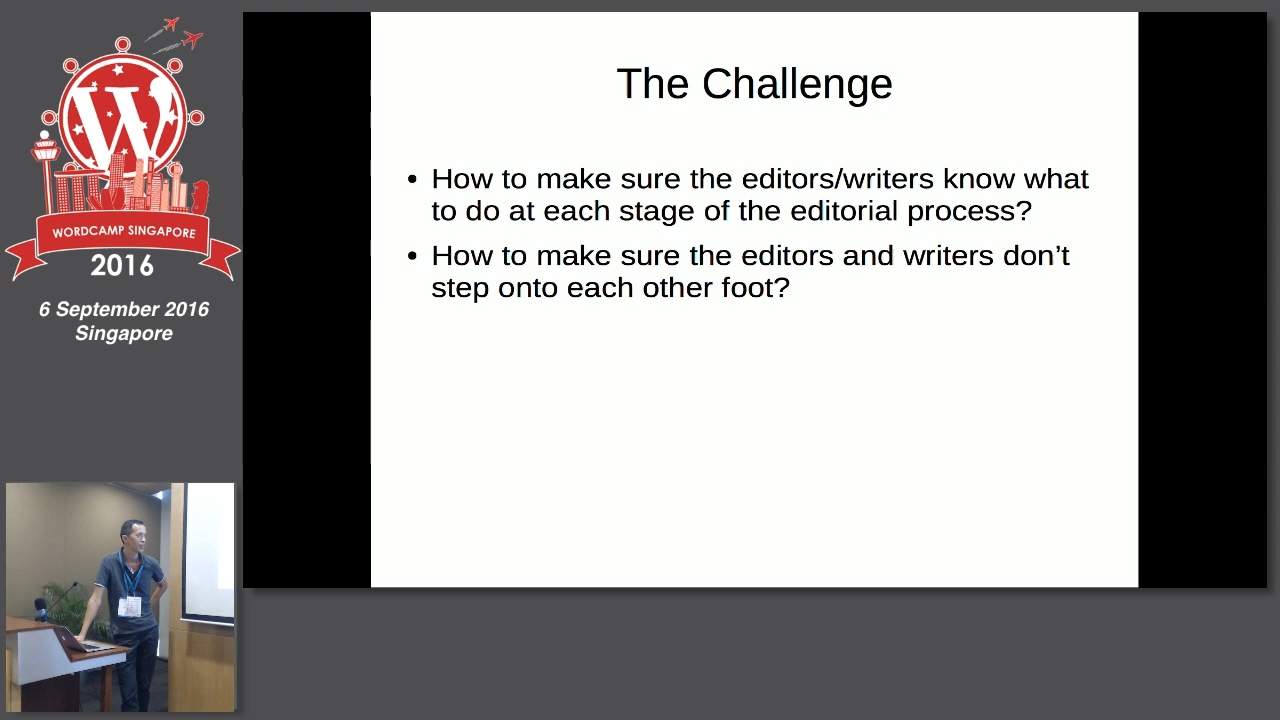 W
WORDCAMP SINGAPORE
2016
6 September 2016
Singapore
The Challenge
• How to make sure the editors/writers know what
to do at each stage of the editorial process?
• How to make sure the editors and writers don’t
step onto each other foot?